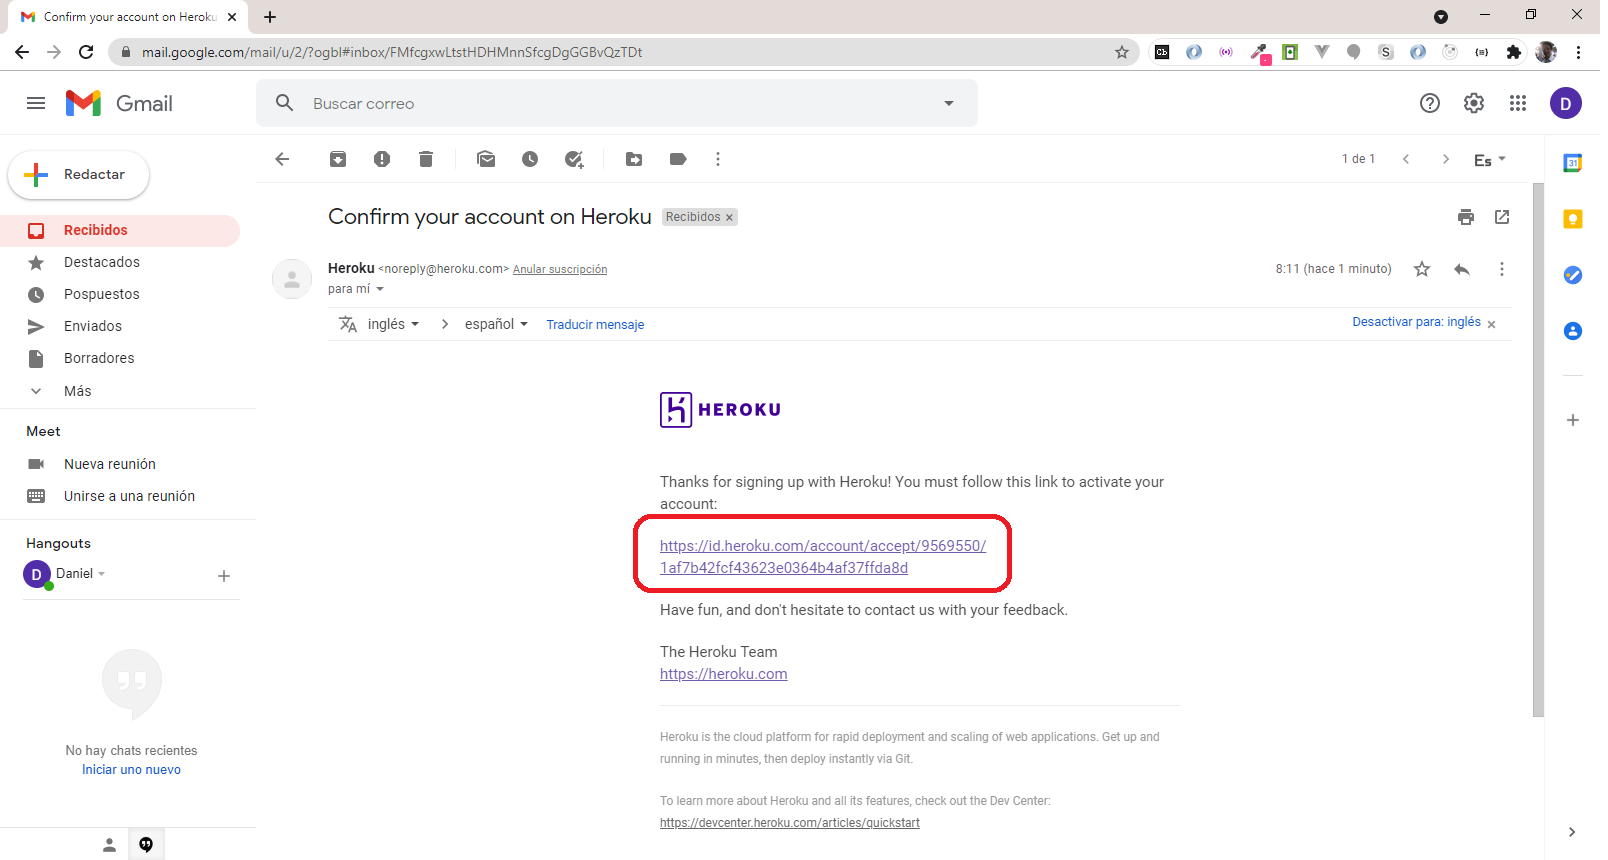 Confirm your account on Heroku
mail.google.com/mail/u/2/?ogbl#inbox/FMfcgxwLtstHDHMnnSfcgDgGGBvQzTDt
Cb
S
Gmail
Buscar correo
D
Redactar
1 de 1
Es
31
Confirm your account on Heroku
Recibidos ×
Recibidos
Destacados
Pospuestos
Enviados
Borradores
Más
Heroku <noreply@heroku.com> Anular suscripción
8:11 (hace 1 minuto)
para mí
inglés > español Traducir mensaje
Desactivar para: inglés ×
Meet
Nueva reunión
Unirse a una reunión
Hangouts
D
Daniel
No hay chats recientes
Iniciar uno nuevo
HEROKU
Thanks for signing up with Heroku! You must follow this link to activate your
account:
https://id.heroku.com/account/accept/9569550/
1af7b42fcf43623e0364b4af37ffda8d
Have fun, and don't hesitate to contact us with your feedback.
The Heroku Team
https://heroku.com
Heroku is the cloud platform for rapid deployment and scaling of web applications. Get up and
running in minutes, then deploy instantly via Git.
To learn more about Heroku and all its features, check out the Dev Center:
https://devcenter.heroku.com/articles/quickstart